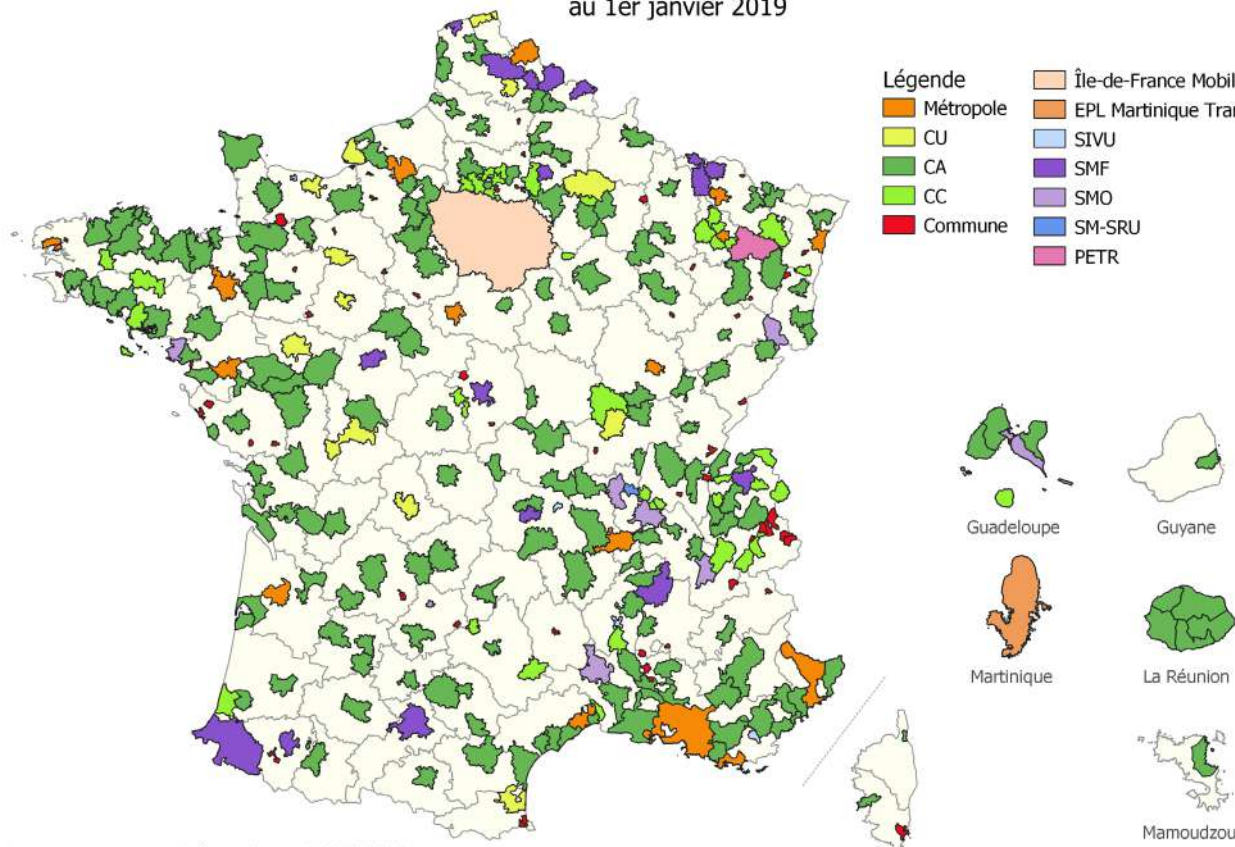 au 1er janvier 2019
Légende
Métropole
CU
CA
CC
Commune
Île-de-France Mobil
EPL Martinique Tran
SIVU
SMF
SMO
SM-SRU
PETR
Guadeloupe
Guyane
Martinique
La Réunion
Mamoudzou